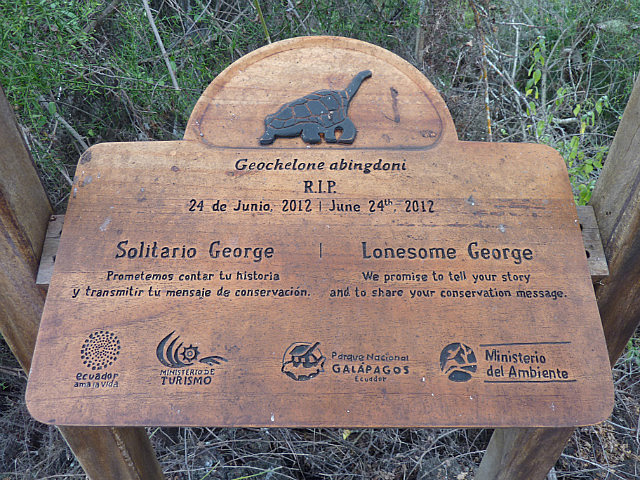 Geochelone abingdoni
R.I.P.
24 de Junio, 2012 | June 24th, 2012
Solitario George | Lonesome George
Prometemos contar tu historia
y transmitir tu mensaje de conservación.
We promise to tell your story
and to share your conservation message.
ecuador
ama la vida
MINISTERIO DE
TURISMO
Parque Nacional
GALÁPAGOS
Ecuador
Ministerio
del Ambiente